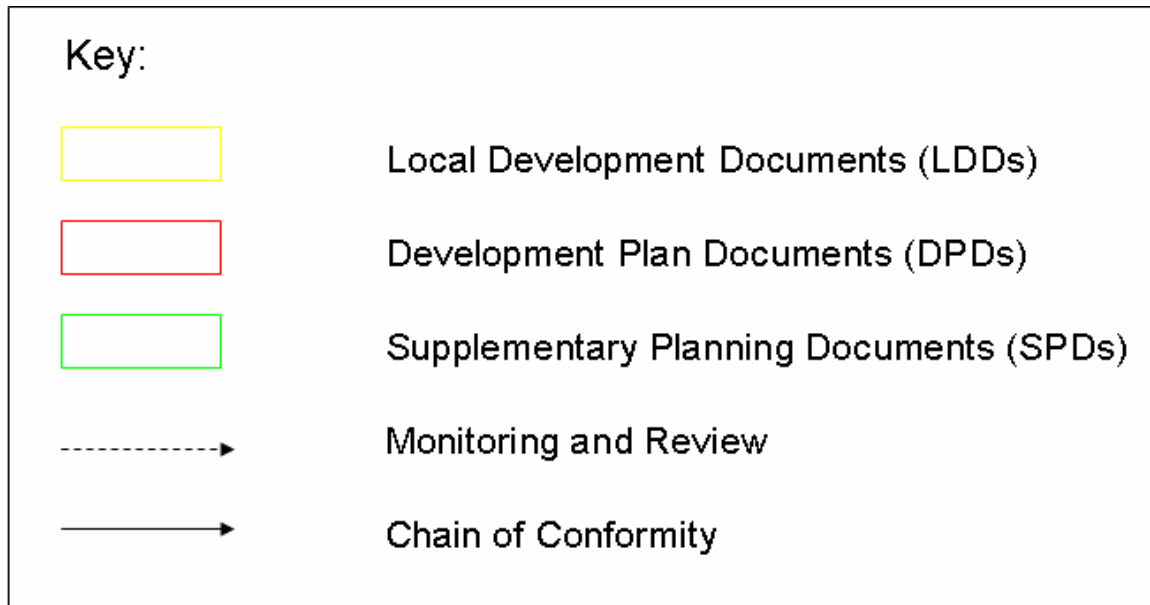 Key:
Local Development Documents (LDDs)
Development Plan Documents (DPDs)
Supplementary Planning Documents (SPDs)
Monitoring and Review
Chain of Conformity